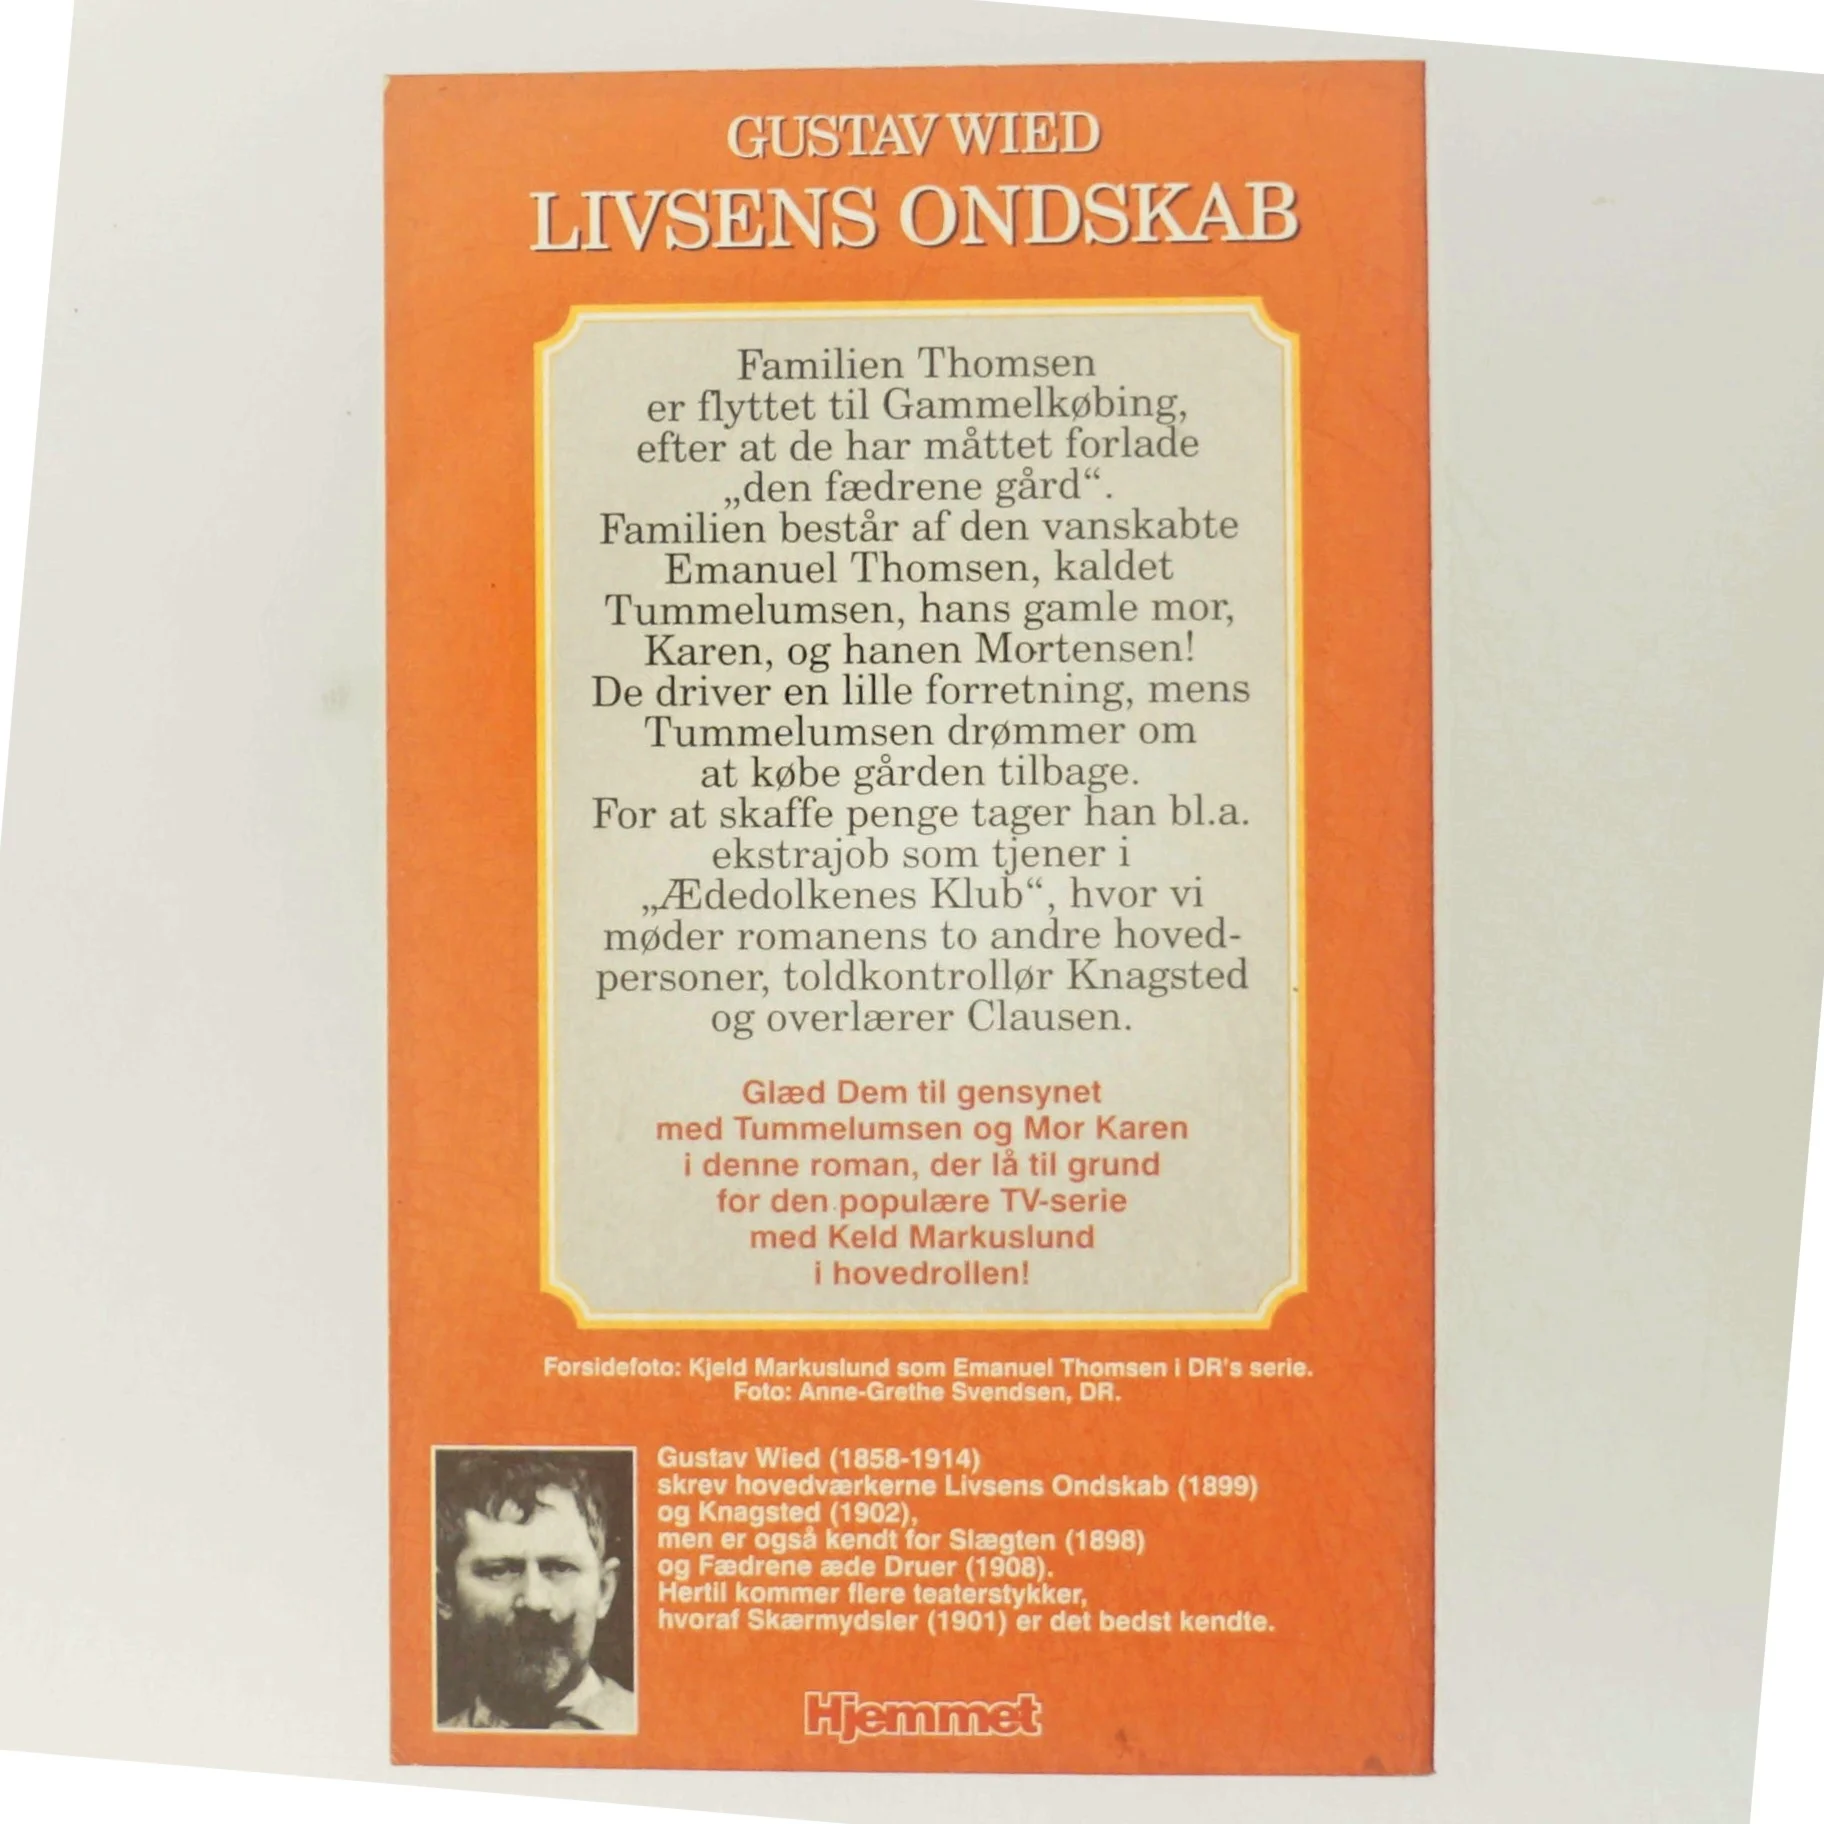 GUSTAV WIED
LIVSENS ONDSKAB
Familien Thomsen
er flyttet til Gammelkøbing,
efter at de har måttet forlade
„den fædrene gård“.
Familien består af den vanskabte
Emanuel Thomsen, kaldet
Tummelumsen, hans gamle mor,
Karen, og hanen Mortensen!
De driver en lille forretning, mens
Tummelumsen drømmer om
at købe gården tilbage.
For at skaffe penge tager han bl.a.
ekstrajob som tjener i
„Ædedolkenes Klub“, hvor vi
møder romanens to andre hoved-
personer, toldkontrollør Knagsted
og overlærer Clausen.
Glæd Dem til gensynet
med Tummelumsen og Mor Karen
i denne roman, der lå til grund
for den populære TV-serie
med Keld Markuslund
i hovedrollen!
Forsidefoto: Kjeld Markuslund som Emanuel Thomsen i DR's serie.
Foto: Anne-Grethe Svendsen, DR.
Gustav Wied (1858-1914)
skrev hovedværkerne Livsens Ondskab (1899)
og Knagsted (1902),
men er også kendt for Slægten (1898)
og Fædrene æde Druer (1908).
Hertil kommer flere teaterstykker,
hvoraf Skærmydsler (1901) er det bedst kendte.
Hjemmet